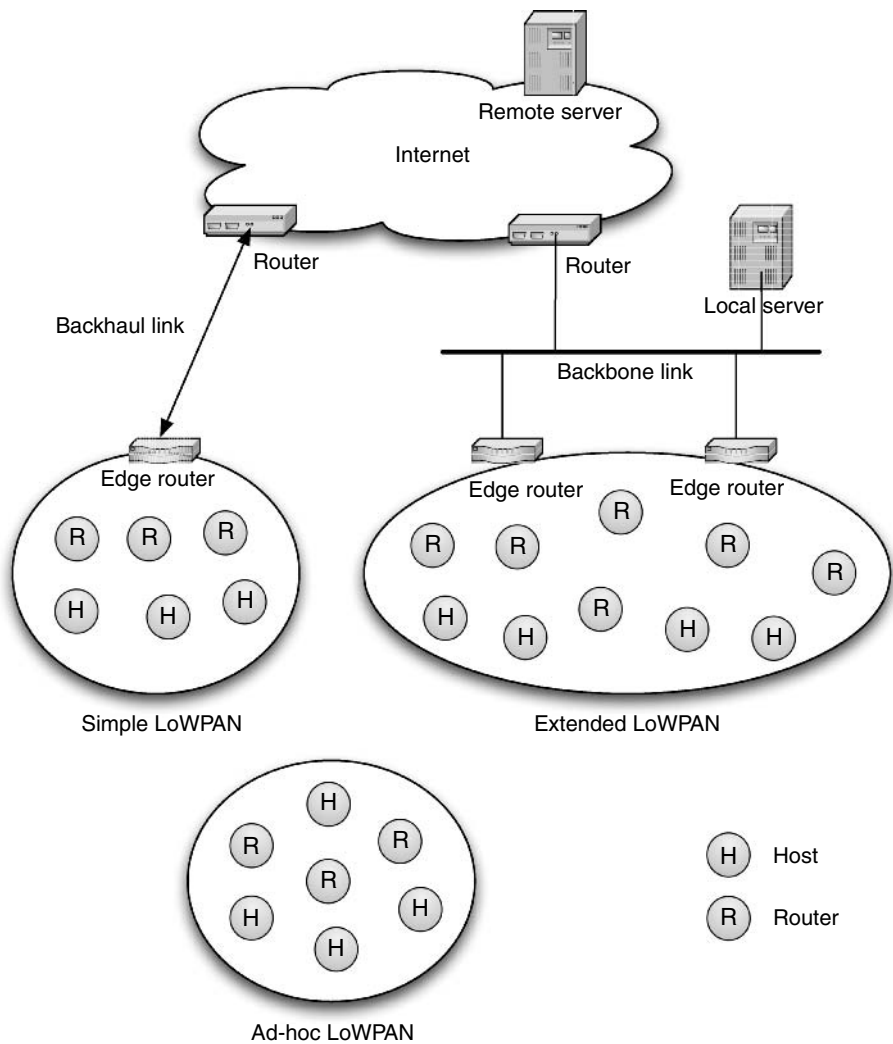 Remote server
Internet
Router
Router
Local server
Backhaul link
Backbone link
Edge router
Edge router
Edge router
R
R
R
H
H
H
R
R
R
R
R
H
H
R
H
H
Simple LoWPAN
Extended LoWPAN
H
R
R
R
H
H
H
H Host
R Router
Ad-hoc LoWPAN